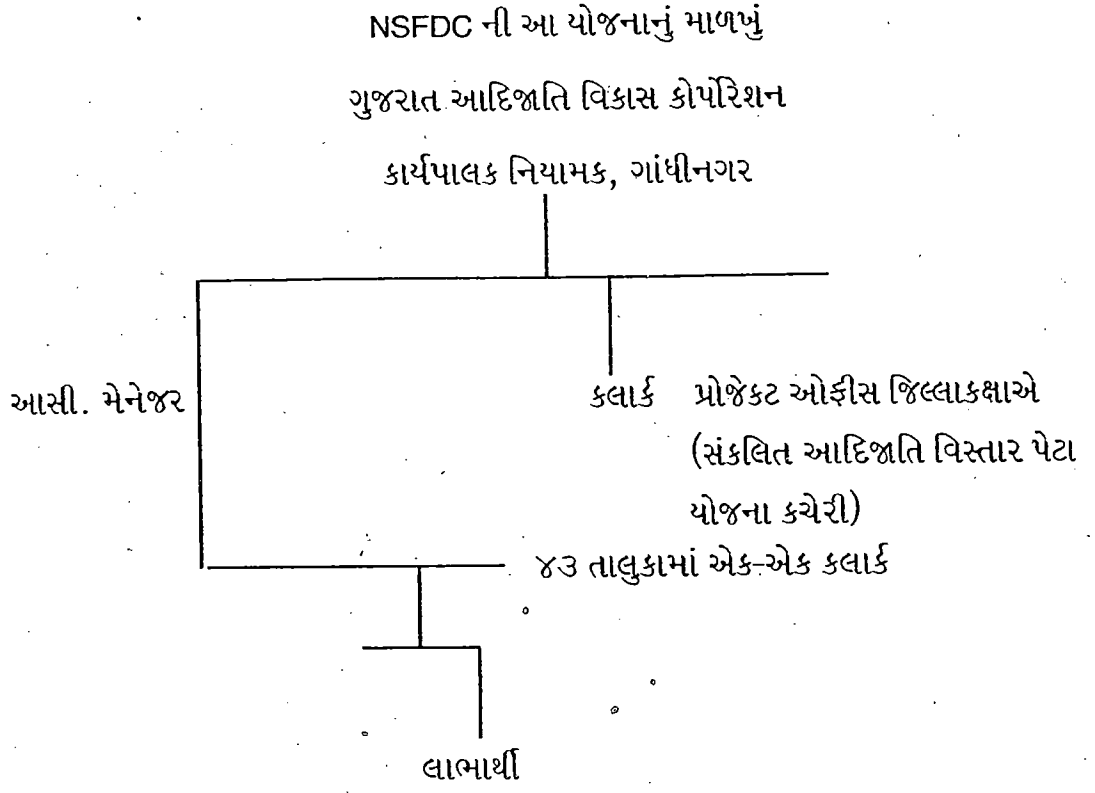 NSFDC ની આ યોજનાનું માળખું
ગુજરાત આદિજાતિ વિકાસ કોર્પોરેશન
કાર્યપાલક નિયામક, ગાંધીનગર
આસી. મેનેજર
કલાર્ક પ્રોજેકટ ઓફીસ જિલ્લાકક્ષાએ
(સંકલિત આદિજાતિ વિસ્તાર પેટા
યોજના કચેરી)
૪૩ તાલુકામાં એક-એક કલાર્ક
લાભાર્થી